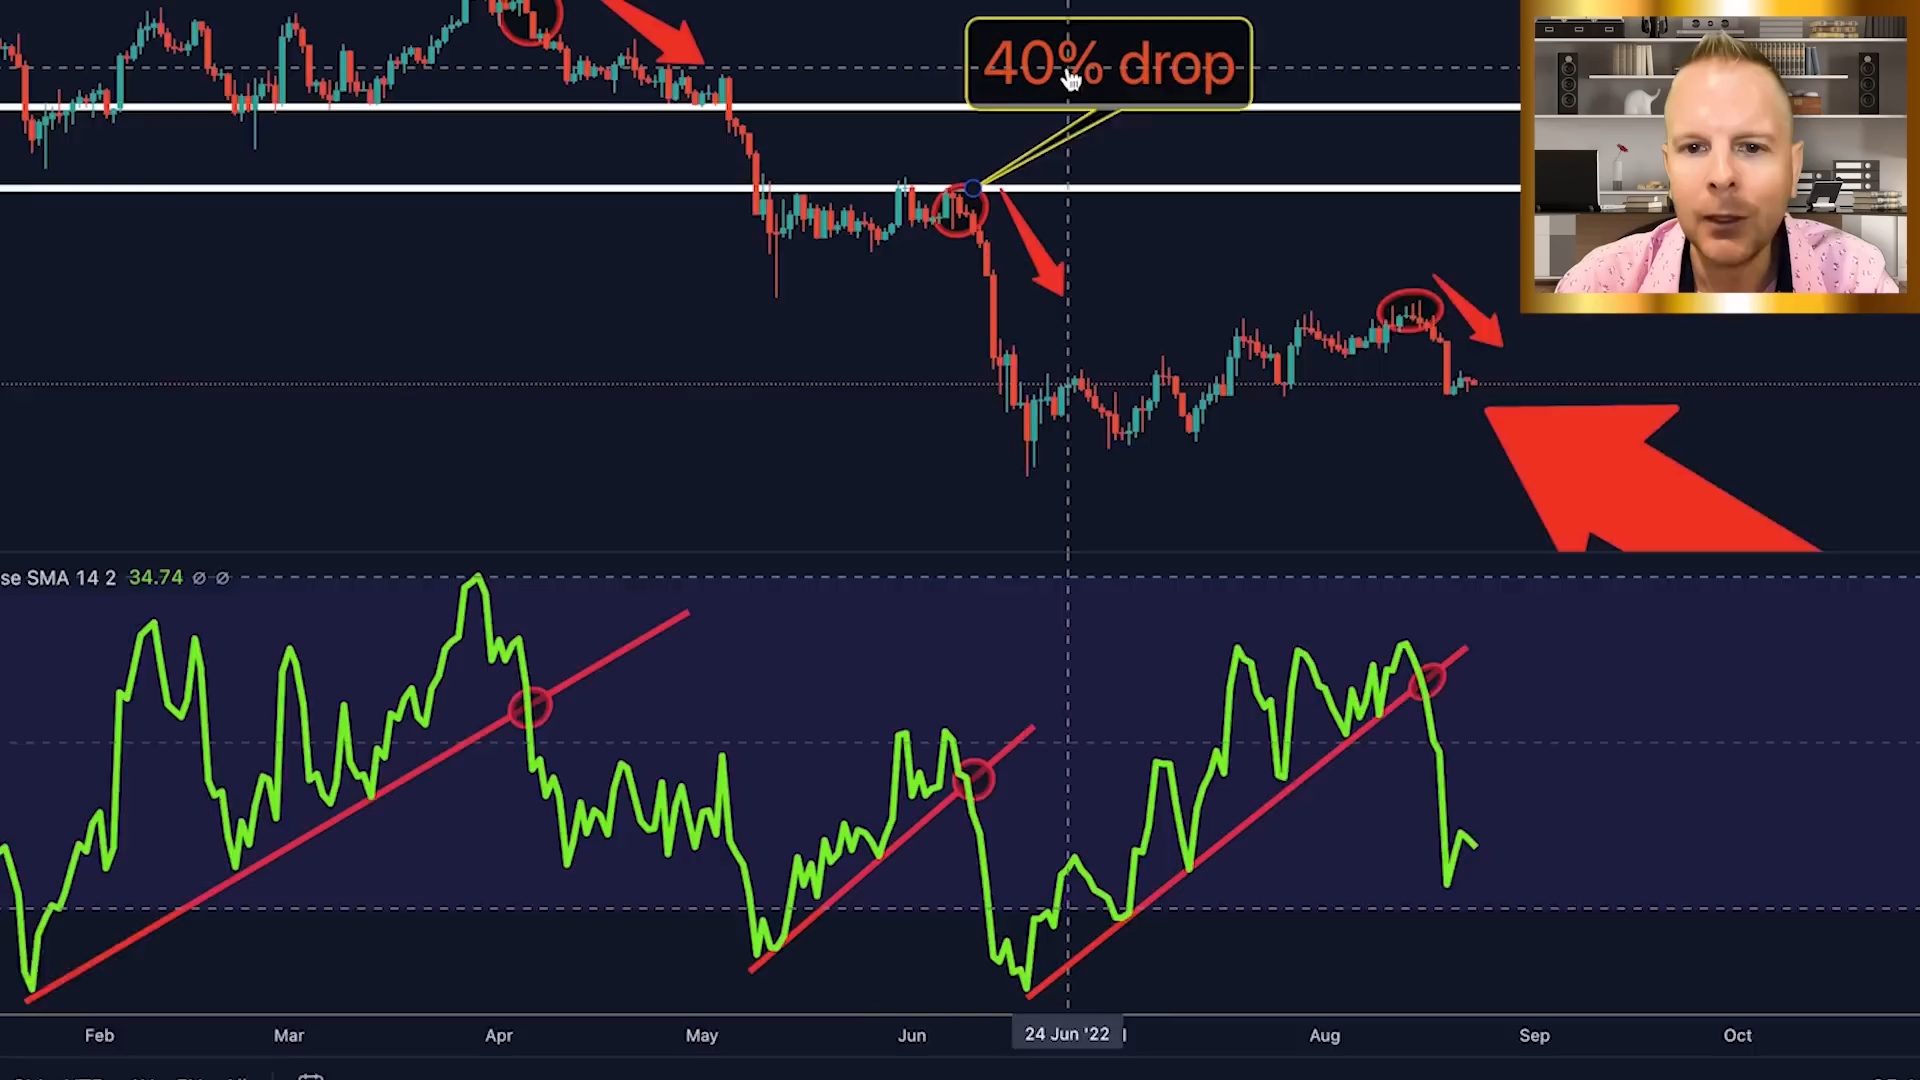 40% drop
se SMA 14 2 34.74 ∅ ∅
Feb Mar Apr May Jun 24 Jun '22 Aug Sep Oct